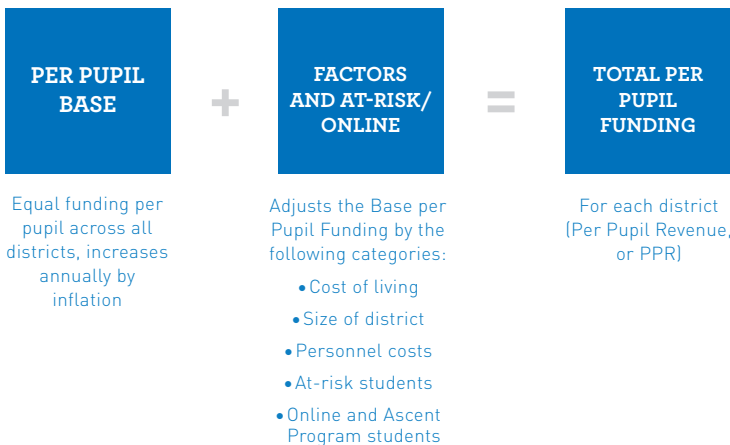 PER PUPIL
BASE
+
FACTORS
AND AT-RISK/
ONLINE
=
TOTAL PER
PUPIL
FUNDING
Equal funding per
pupil across all
districts, increases
annually by
inflation
Adjusts the Base per
Pupil Funding by the
following categories:
• Cost of living
• Size of district
• Personnel costs
• At-risk students
• Online and Ascent
Program students
For each district
(Per Pupil Revenue,
or PPR)